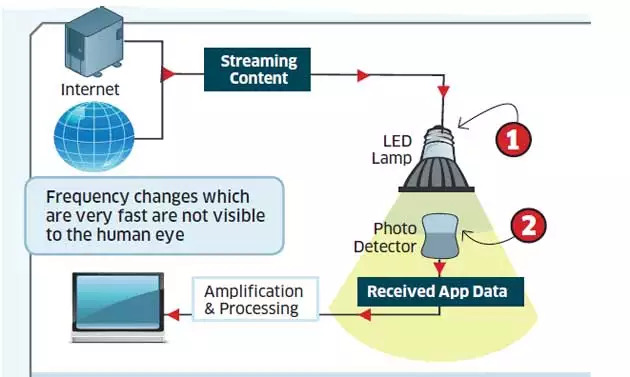 Streaming
Content
Internet
LED
Lamp
1
Frequency changes which
are very fast are not visible
to the human eye
Photo
Detector
2
Amplification
& Processing
Received App Data